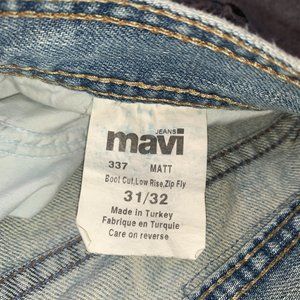 JEANS
mavi
337 MATT
Boot Cut,Low Rise,Zip Fly
31/32
Made in Turkey
Fabrique en Turquie
Care on reverse